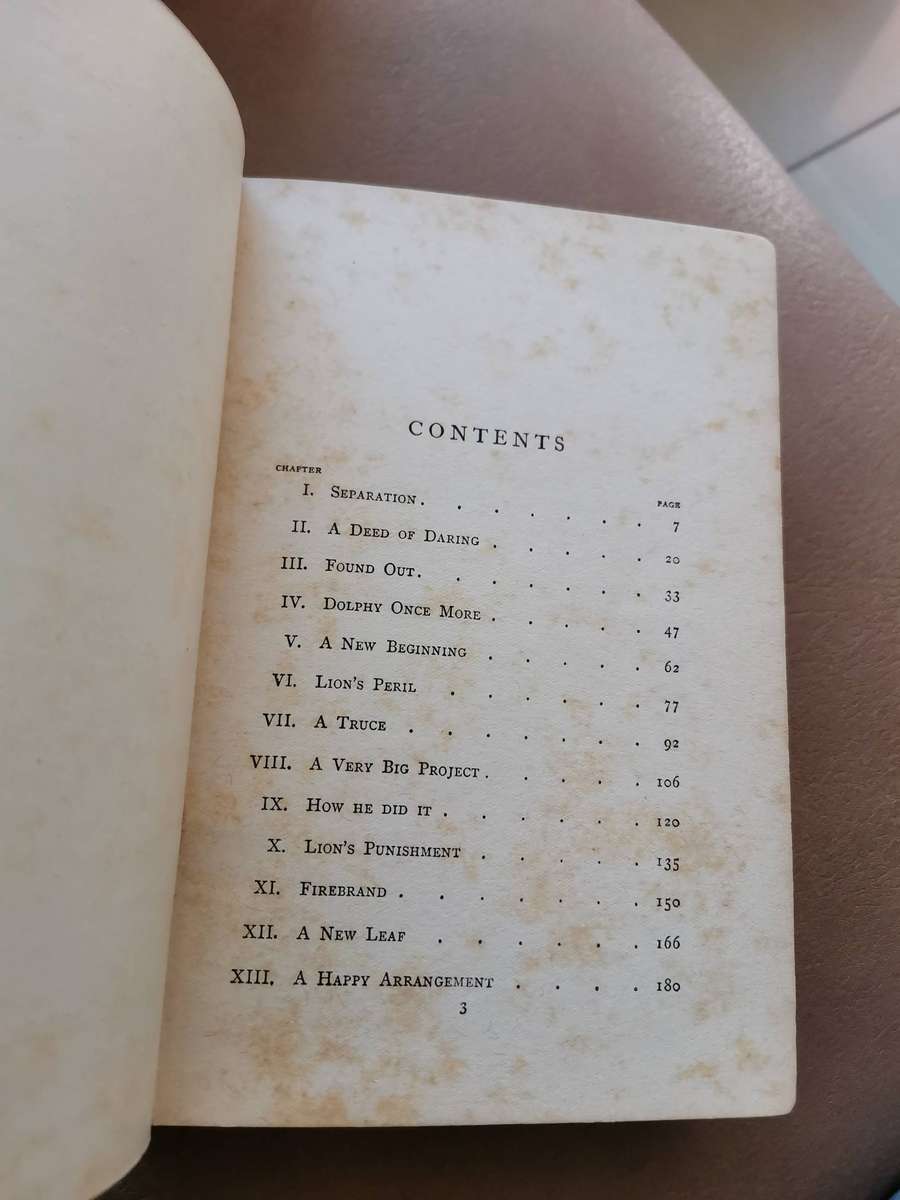 CONTENTS
CHAPTER PAGE
I. SEPARATION . . . . . . . 7
II. A DEED OF DARING . . . . . 20
III. FOUND OUT . . . . . . 33
IV. DOLPHY ONCE MORE . . . . . 47
V. A NEW BEGINNING . . . . . 62
VI. LION'S PERIL . . . . . . 77
VII. A TRUCE . . . . . . . 92
VIII. A VERY BIG PROJECT . . . . . 106
IX. HOW HE DID IT . . . . . . 120
X. LION'S PUNISHMENT . . . . . 135
XI. FIREBRAND . . . . . . . 150
XII. A NEW LEAF . . . . . . 166
XIII. A HAPPY ARRANGEMENT . . . . 180
3